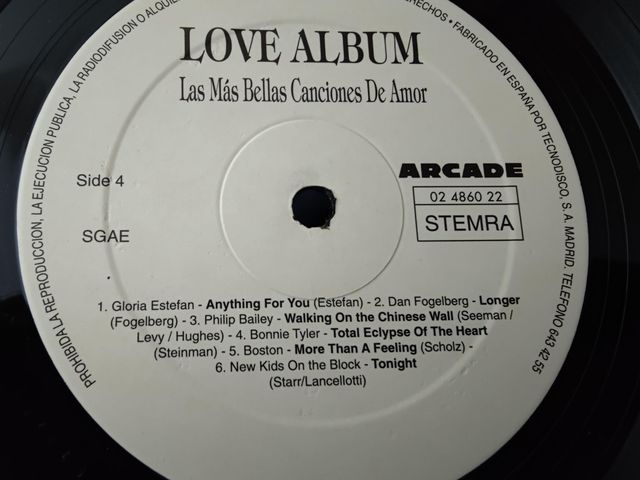 LOVE ALBUM
Las Más Bellas Canciones De Amor
Side 4
SGAE
ARCADE
02 4860 22
STEMRA
1. Gloria Estefan - Anything For You (Estefan) - 2. Dan Fogelberg - Longer
(Fogelberg) - 3. Philip Bailey - Walking On the Chinese Wall (Seeman /
Levy / Hughes) - 4. Bonnie Tyler - Total Eclypse Of The Heart
(Steinman) - 5. Boston - More Than A Feeling (Scholz) -
6. New Kids On the Block - Tonight
(Starr/Lancellotti)
PROHIBIDA LA REPRODUCCION, LA EJECUCION PUBLICA, LA RADIODIFUSION O ALQUILE
DERECHOS • FABRICADO EN ESPAÑA POR TECNODISCO, S. A. MADRID. TELEFONO 643 42 55